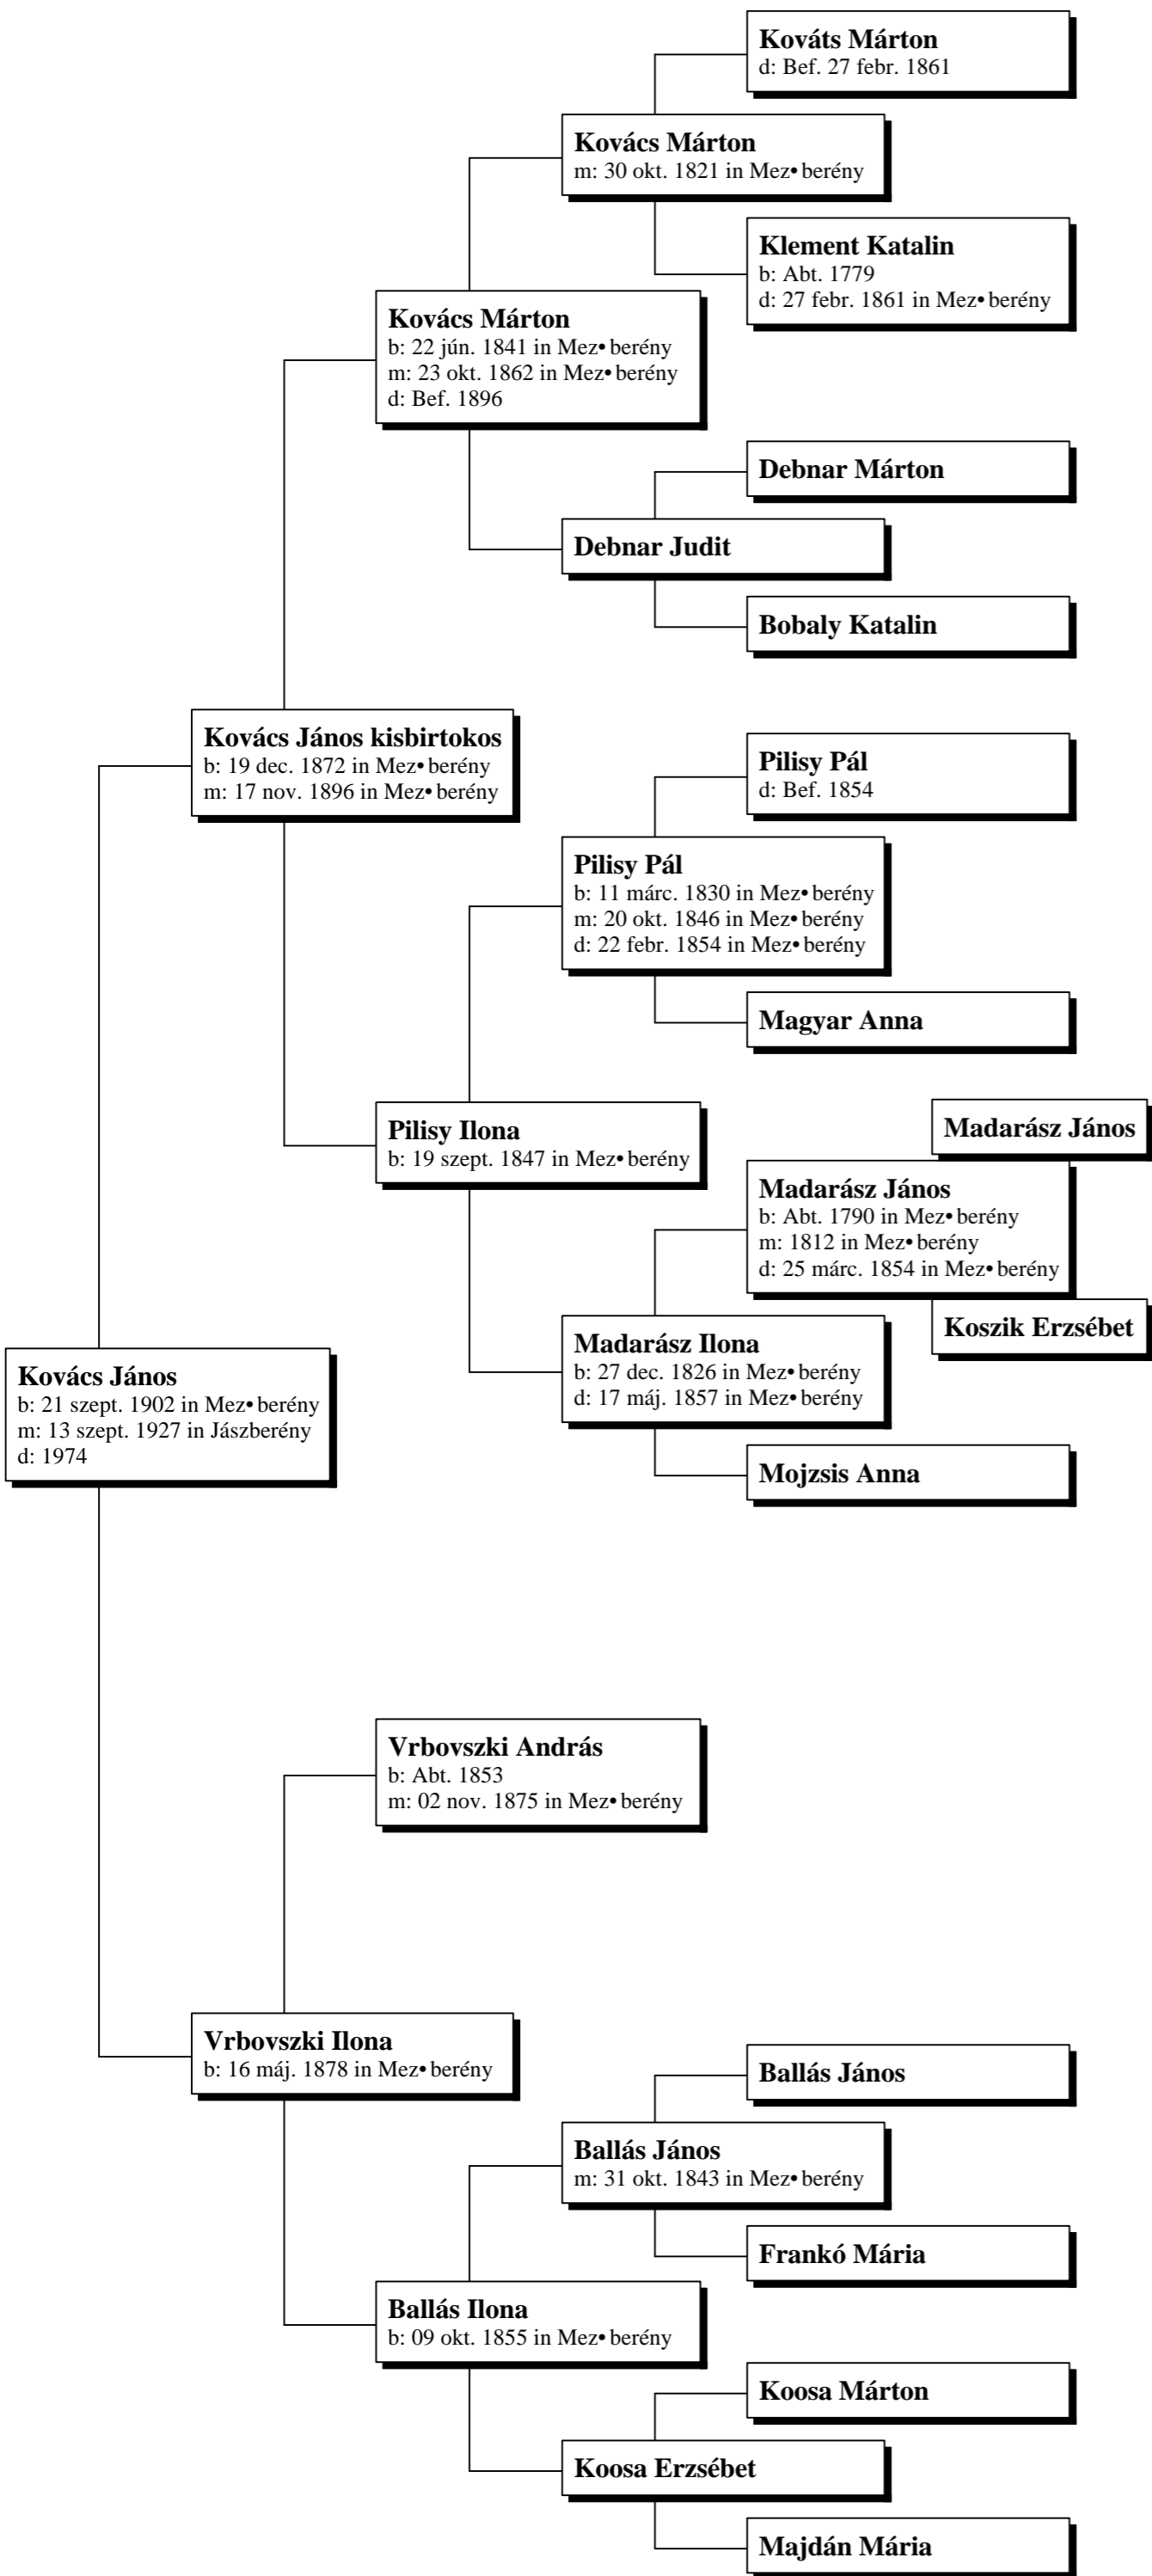 Kováts Márton
d: Bef. 27 febr. 1861
Kovács Márton
m: 30 okt. 1821 in Mez•berény
Klement Katalin
b: Abt. 1779
d: 27 febr. 1861 in Mez•berény
Kovács Márton
b: 22 jún. 1841 in Mez•berény
m: 23 okt. 1862 in Mez•berény
d: Bef. 1896
Debnar Márton
Debnar Judit
Bobaly Katalin
Kovács János kisbirtokos
b: 19 dec. 1872 in Mez•berény
m: 17 nov. 1896 in Mez•berény
Pilisy Pál
d: Bef. 1854
Pilisy Pál
b: 11 márc. 1830 in Mez•berény
m: 20 okt. 1846 in Mez•berény
d: 22 febr. 1854 in Mez•berény
Magyar Anna
Pilisy Ilona
b: 19 szept. 1847 in Mez•berény
Madarász János
Madarász János
b: Abt. 1790 in Mez•berény
m: 1812 in Mez•berény
d: 25 márc. 1854 in Mez•berény
Koszik Erzsébet
Madarász Ilona
b: 27 dec. 1826 in Mez•berény
d: 17 máj. 1857 in Mez•berény
Kovács János
b: 21 szept. 1902 in Mez•berény
m: 13 szept. 1927 in Jászberény
d: 1974
Mojzsis Anna
Vrbovszki András
b: Abt. 1853
m: 02 nov. 1875 in Mez•berény
Vrbovszki Ilona
b: 16 máj. 1878 in Mez•berény
Ballás János
Ballás János
m: 31 okt. 1843 in Mez•berény
Frankó Mária
Ballás Ilona
b: 09 okt. 1855 in Mez•berény
Koosa Márton
Koosa Erzsébet
Majdán Mária